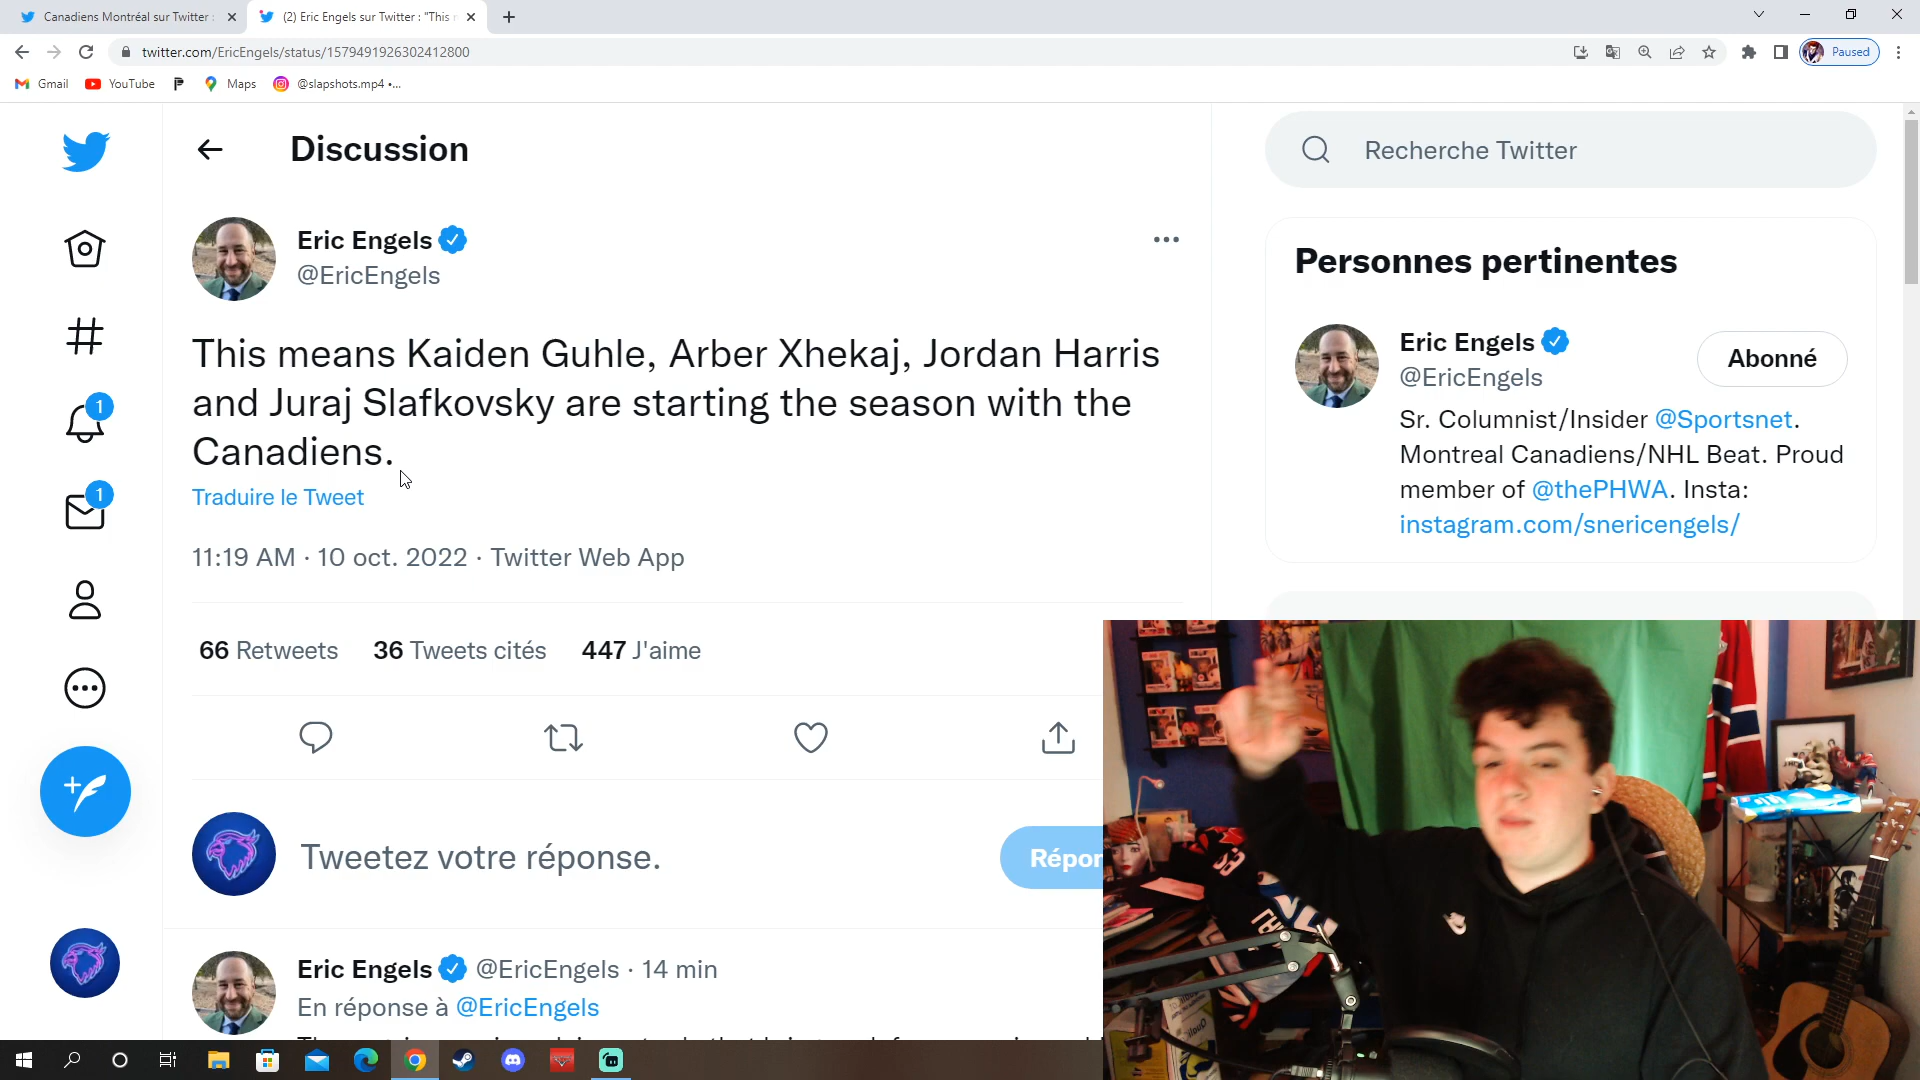 Canadiens Montréal sur Twitter :
(2) Eric Engels sur Twitter : "This
twitter.com/EricEngels/status/1579491926302412800
Paused
Gmail
YouTube
Maps
@slapshots.mp4 •...
Discussion
Recherche Twitter
Eric Engels
@EricEngels
This means Kaiden Guhle, Arber Xhekaj, Jordan Harris
and Juraj Slafkovsky are starting the season with the
Canadiens.
Traduire le Tweet
11:19 AM · 10 oct. 2022 · Twitter Web App
66 Retweets 36 Tweets cités 447 J'aime
Tweetez votre réponse.
Répon
Eric Engels @EricEngels · 14 min
En réponse à @EricEngels
1
1
Personnes pertinentes
Eric Engels
@EricEngels
Abonné
Sr. Columnist/Insider @Sportsnet.
Montreal Canadiens/NHL Beat. Proud
member of @thePHWA. Insta:
instagram.com/snericengels/